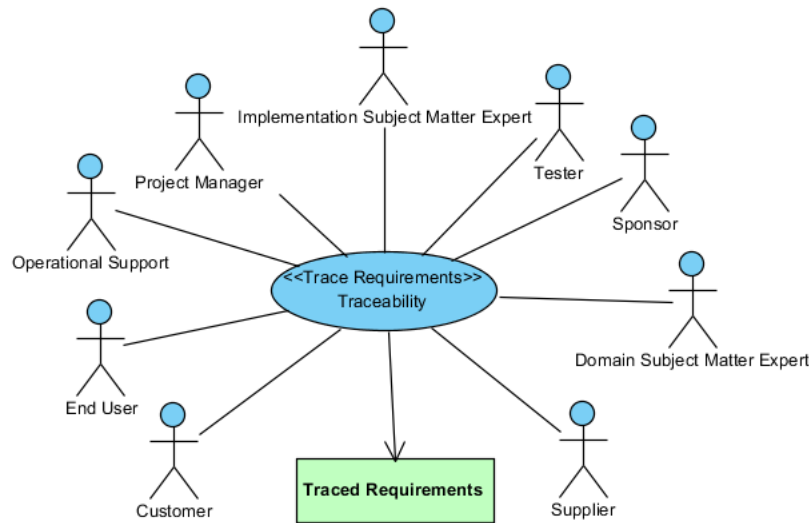 Implementation Subject Matter Expert
Project Manager
Tester
Sponsor
Operational Support
<<Trace Requirements>>
Traceability
Domain Subject Matter Expert
End User
Customer
Traced Requirements
Supplier